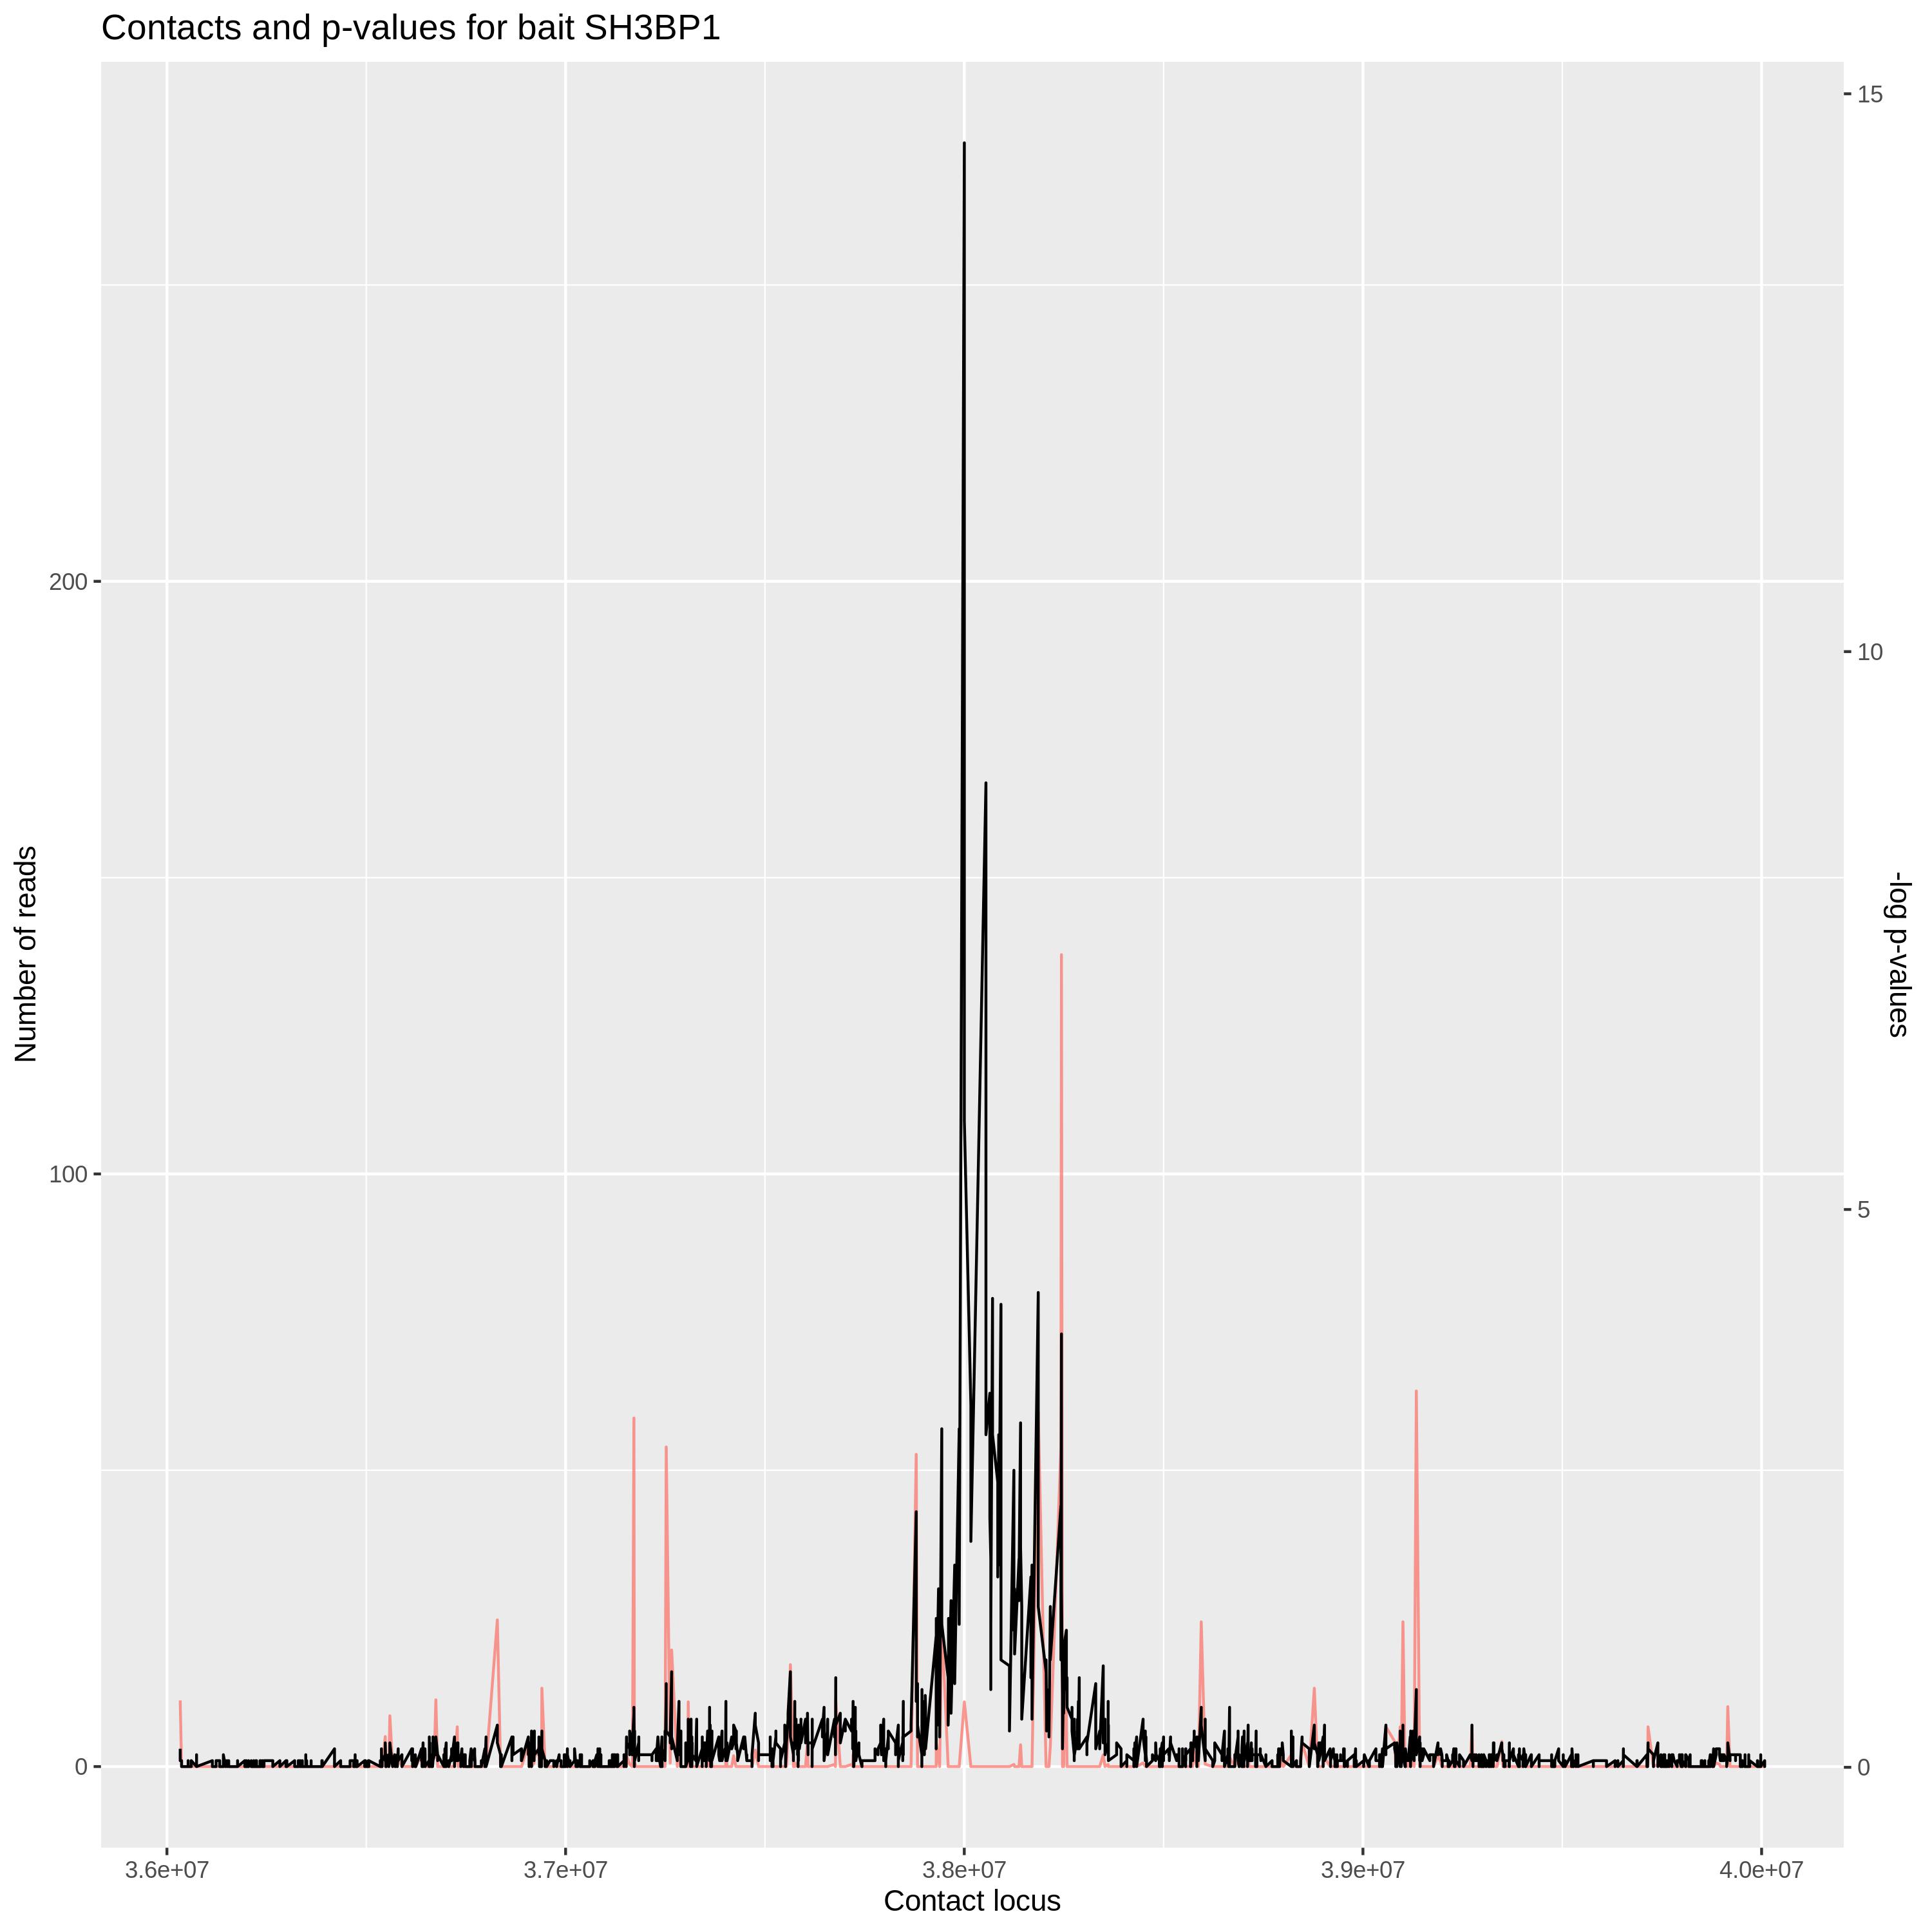 Contacts and p-values for bait SH3BP1
15
200
10
Number of reads
-log p-values
100
5
0
0
3.6e+07 3.7e+07 3.8e+07 3.9e+07 4.0e+07
Contact locus